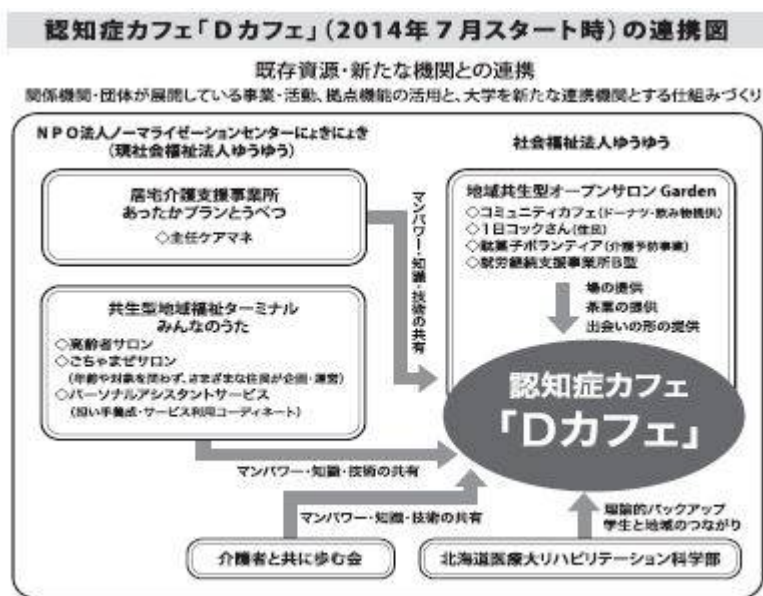 認知症カフェ「Dカフェ」(2014年7月スタート時)の連携図
既存資源・新たな機関との連携
関係機関・団体が展開している事業・活動、拠点機能の活用と、大学を新たな連携機関とする仕組みづくり
NPO法人ノーマライゼーションセンターにょきにょき
(現社会福祉法人ゆうゆう)
居宅介護支援事業所
あったかプランとうべつ
◇主任ケアマネ
共生型地域福祉ターミナル
みんなのうた
◇高齢者サロン
◇ごちゃまぜサロン
(年齢や対象を問わず、さまざまな住民が企画・運営)
◇パーソナルアシスタントサービス
(担い手養成・サービス利用コーディネート)
マンパワー・知識・技術の共有
社会福祉法人ゆうゆう
地域共生型オープンサロン Garden
◇コミュニティカフェ(ドーナツ・飲み物提供)
◇1日コックさん(住民)
◇駄菓子ボランティア(介護予防事業)
◇就労継続支援事業所B型
場の提供
茶菓の提供
出会いの形の提供
認知症カフェ
「Dカフェ」
マンパワー・知識・技術の共有
マンパワー・知識・技術の共有
理論的バックアップ
学生と地域のつながり
介護者と共に歩む会
北海道医療大リハビリテーション科学部